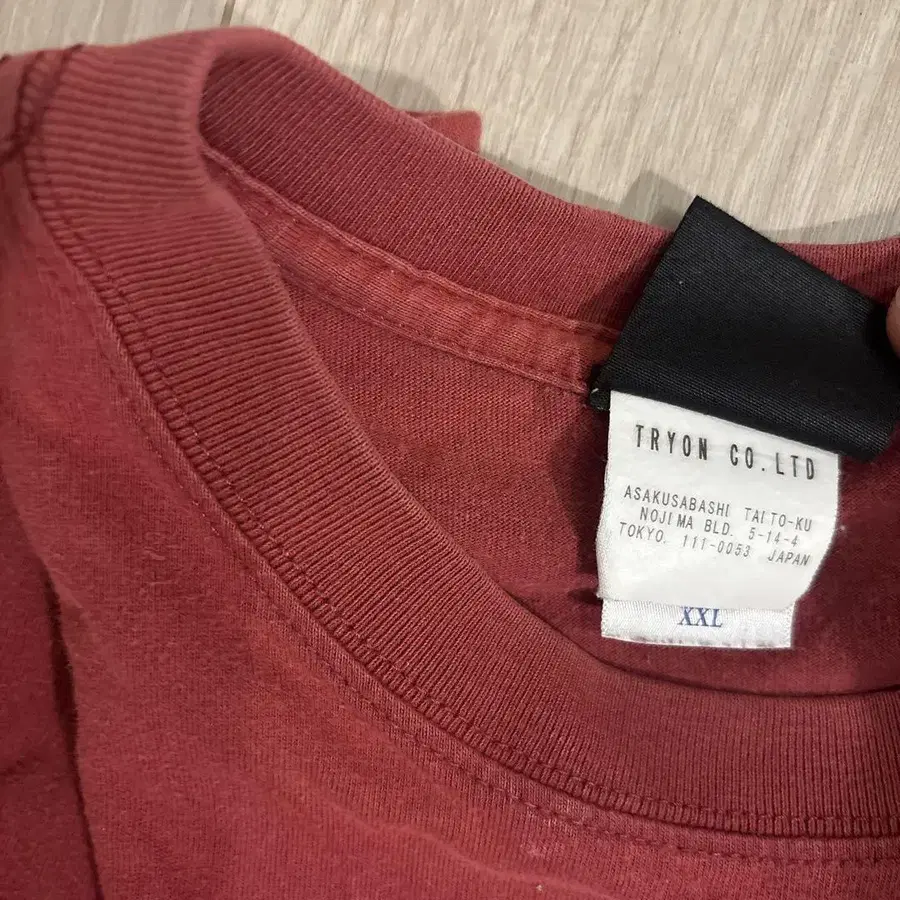 TRYON CO.LTD
ASAKUSABASHI TAITO-KU
NOJIMA BLD. 5-14-4
TOKYO. 111-0053 JAPAN
XXL